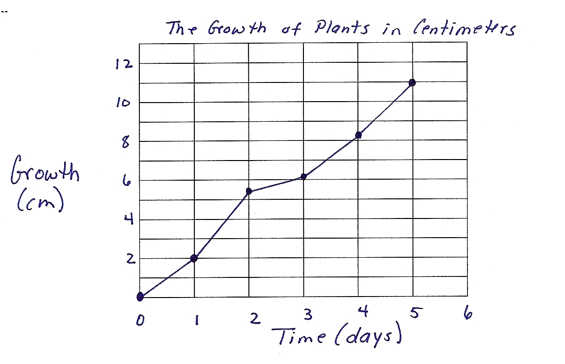 The Growth of Plants in Centimeters
12
10
8
6
4
2
Growth
(cm)
0 1 2 3 4 5 6
Time (days)